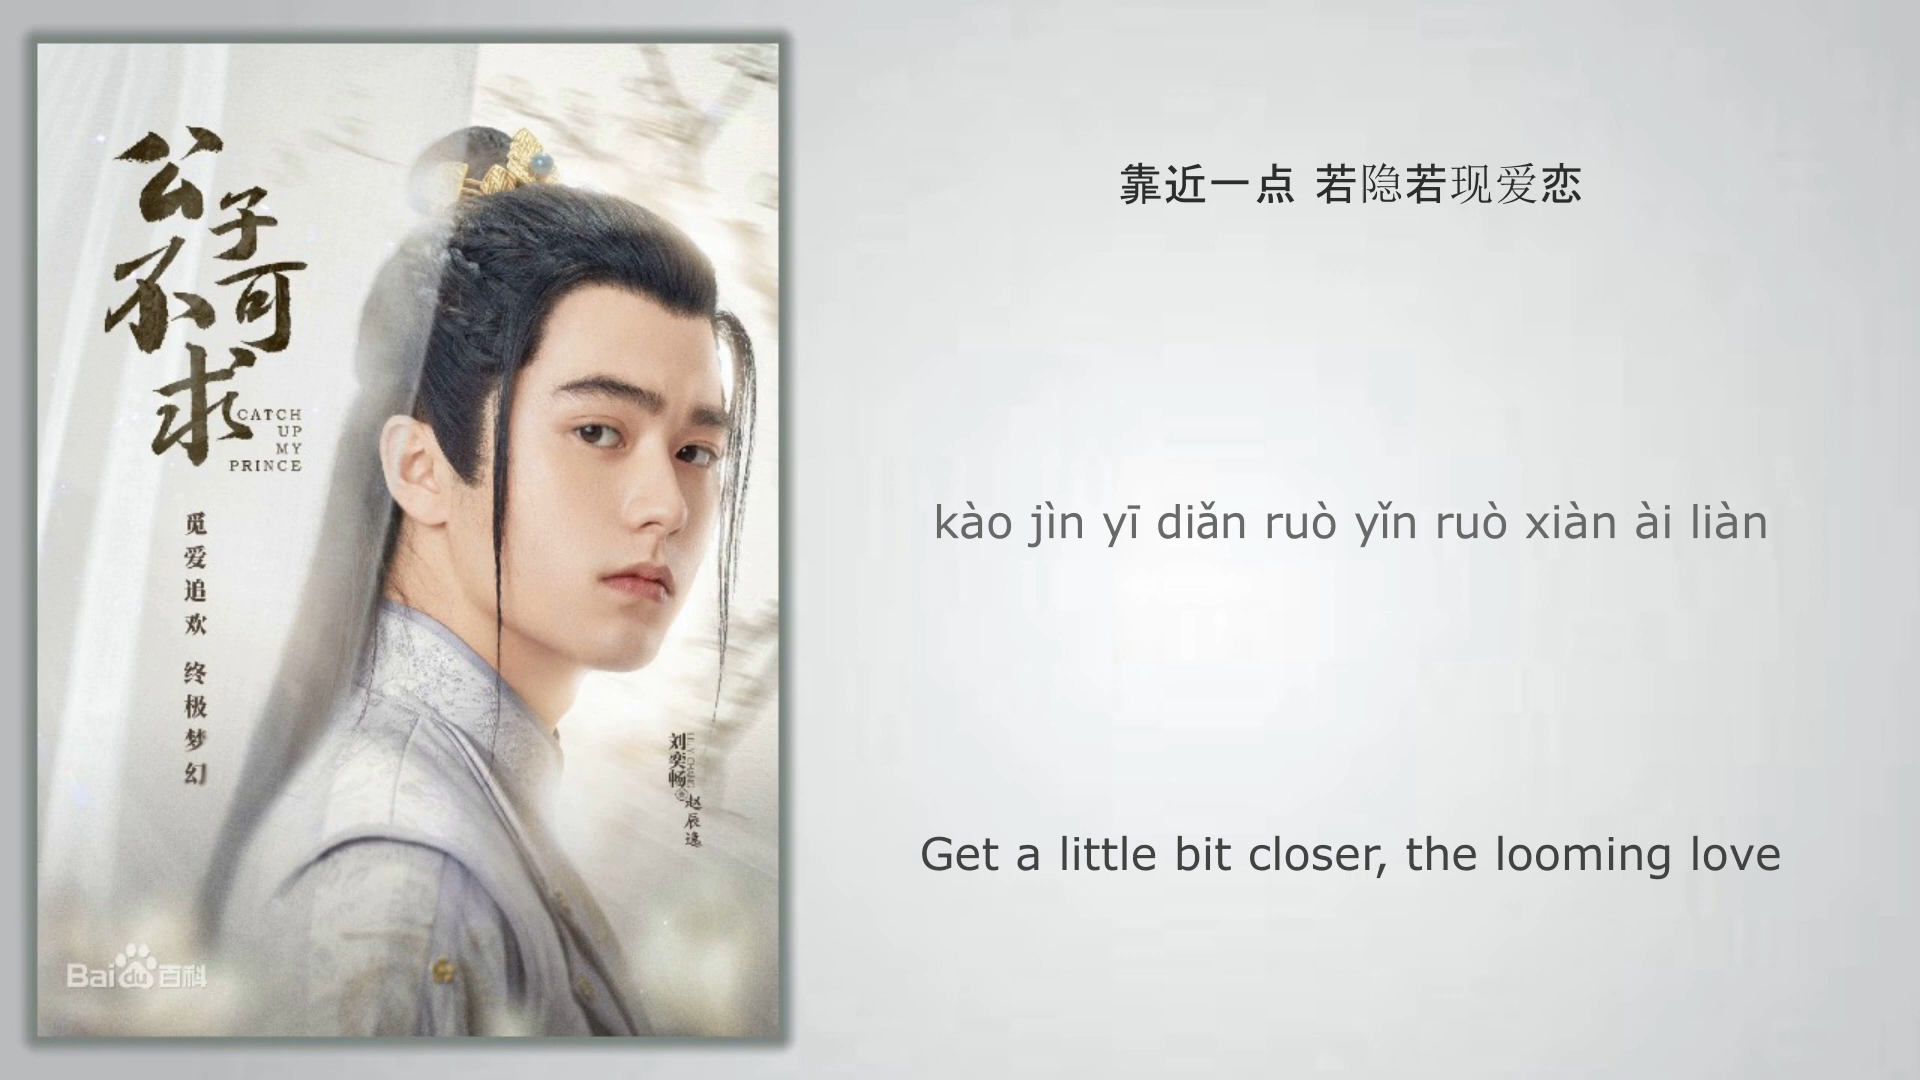 公子
不可
求
CATCH
UP
MY
PRINCE
觅爱追欢 终极梦幻
刘奕畅
赵辰逸
Baidu百科
靠近一点 若隐若现爱恋
kào jìn yī diǎn ruò yǐn ruò xiàn ài liàn
Get a little bit closer, the looming love